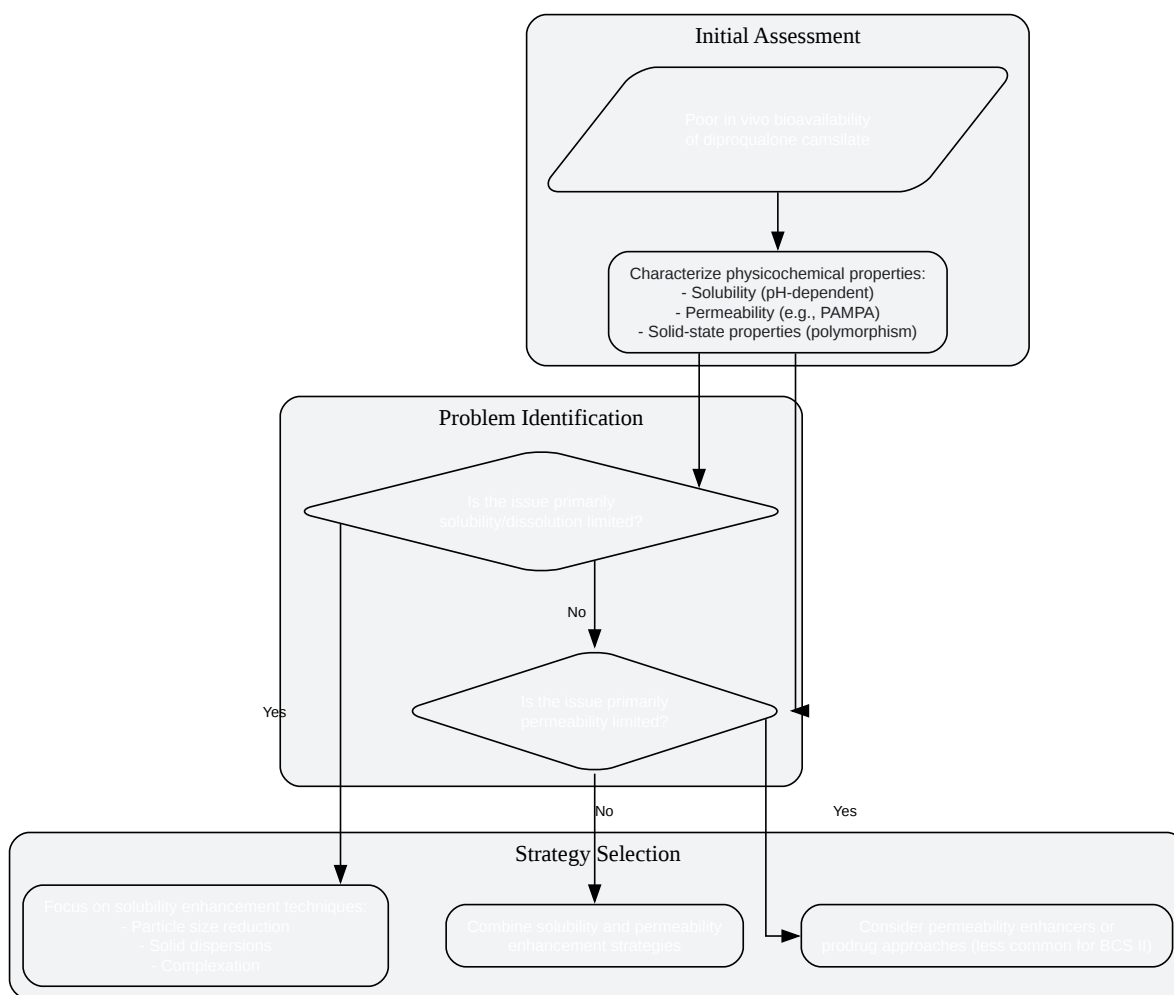 Initial Assessment
Poor in vivo bioavailability
of diproqualone camsilate
Characterize physicochemical properties:
- Solubility (pH-dependent)
- Permeability (e.g., PAMPA)
- Solid-state properties (polymorphism)
Problem Identification
Is the issue primarily
solubility/dissolution limited?
No
Is the issue primarily
permeability limited?
Yes
No
Yes
Strategy Selection
Focus on solubility enhancement techniques:
- Particle size reduction
- Solid dispersions
- Complexation
Combine solubility and permeability
enhancement strategies
Consider permeability enhancers or
prodrug approaches (less common for BCS II)